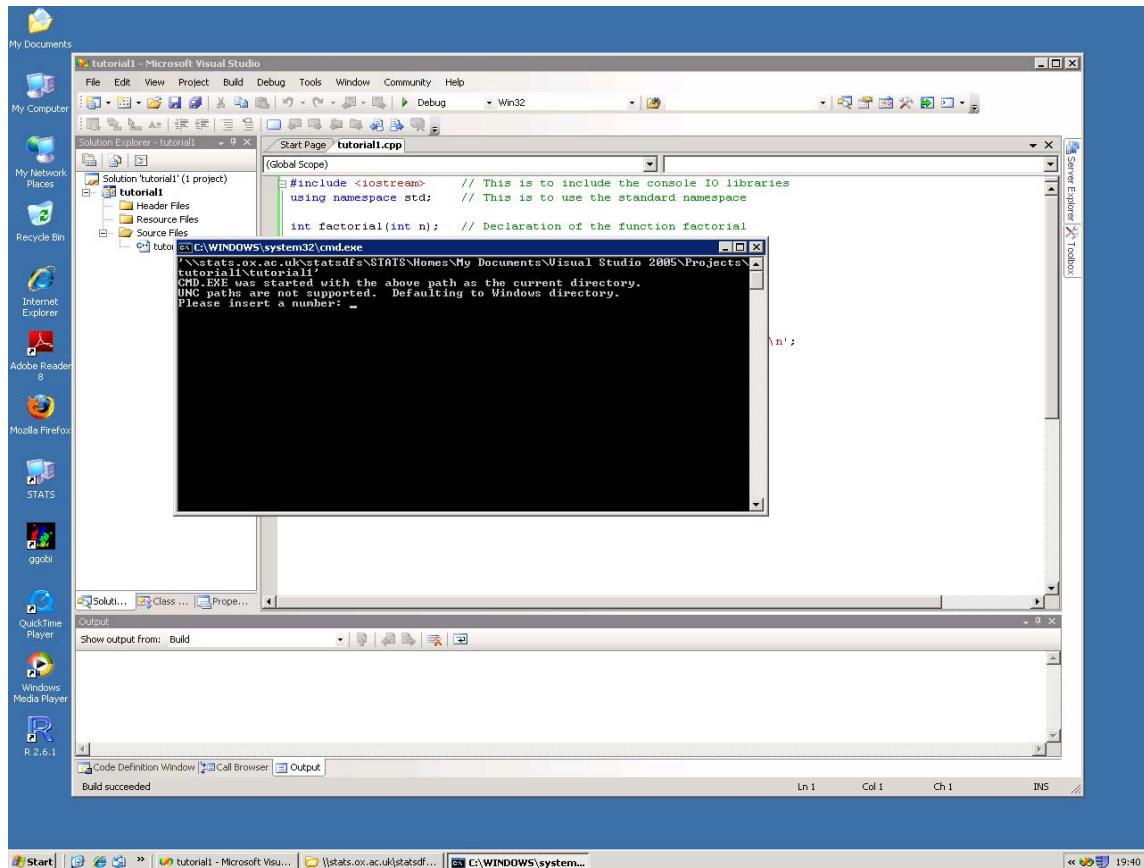 My Documents
My Computer
My Network
Places
Recycle Bin
Internet
Explorer
Adobe Reader
8
Mozilla Firefox
STATS
ggobi
QuickTime
Player
Windows
Media Player
R 2.6.1
tutorial1 - Microsoft Visual Studio
File Edit View Project Build Debug Tools Window Community Help
Debug Win32
Solution Explorer - tutorial1
Solution 'tutorial1' (1 project)
tutorial1
Header Files
Resource Files
Source Files
Start Page tutorial1.cpp
(Global Scope)
#include <iostream> // This is to include the console IO libraries
using namespace std; // This is to use the standard namespace
int factorial(int n); // Declaration of the function factorial
\n';
C:\WINDOWS\system32\cmd.exe
'\\stats.ox.ac.uk\statsdfs\STATS\Homes\My Documents\Visual Studio 2005\Projects\
tutorial1\tutorial1'
CMD.EXE was started with the above path as the current directory.
UNC paths are not supported. Defaulting to Windows directory.
Please insert a number: _
Server Explorer
Toolbox
Soluti... Class ... Prope...
Output
Show output from: Build
Code Definition Window Call Browser Output
Build succeeded Ln 1 Col 1 Ch 1 INS
Start » tutorial1 - Microsoft Visu... \\stats.ox.ac.uk\statsdf... C:\WINDOWS\system... « 19:40